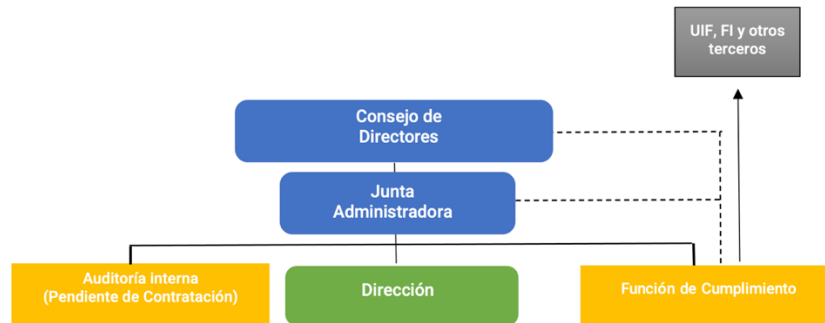 UIF, FI y otros
terceros
Consejo de
Directores
Junta
Administradora
Auditoría interna
(Pendiente de Contratación)
Dirección
Función de Cumplimiento